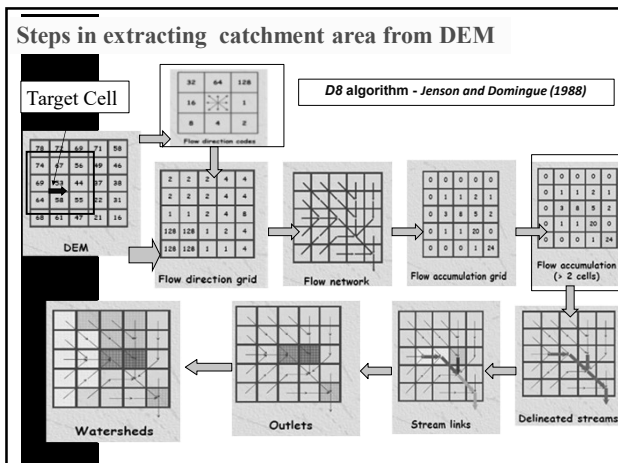 Steps in extracting catchment area from DEM
D8 algorithm - Jenson and Domingue (1988)
Target Cell
32 64 128
16 1
8 4 2
Flow direction codes
78 72 69 71 58
74 67 56 49 46
69 53 44 37 38
64 58 55 22 31
68 61 47 21 16
DEM
2 2 2 4 4
2 2 2 4 4
1 1 2 4 8
128 128 1 2 4
128 128 1 1 4
Flow direction grid
Flow network
0 0 0 0 0
0 1 1 2 1
0 3 8 5 2
0 1 1 20 0
0 0 0 1 24
Flow accumulation grid
0 0 0 0 0
0 1 1 2 1
0 3 8 5 2
0 1 1 20 0
0 0 0 1 24
Flow accumulation
(> 2 cells)
Watersheds
Outlets
Stream links
Delineated streams